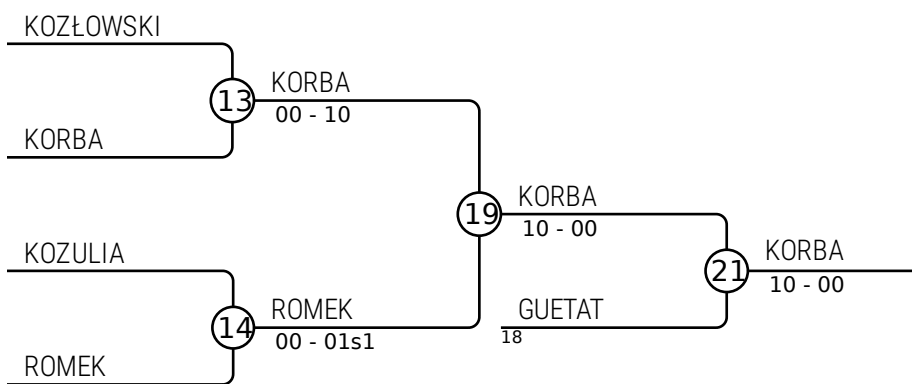 KOZŁOWSKI
13
KORBA
00 - 10
KORBA
19
KORBA
10 - 00
KOZULIA
21
KORBA
10 - 00
14
ROMEK
00 - 01s1
GUETAT
18
ROMEK